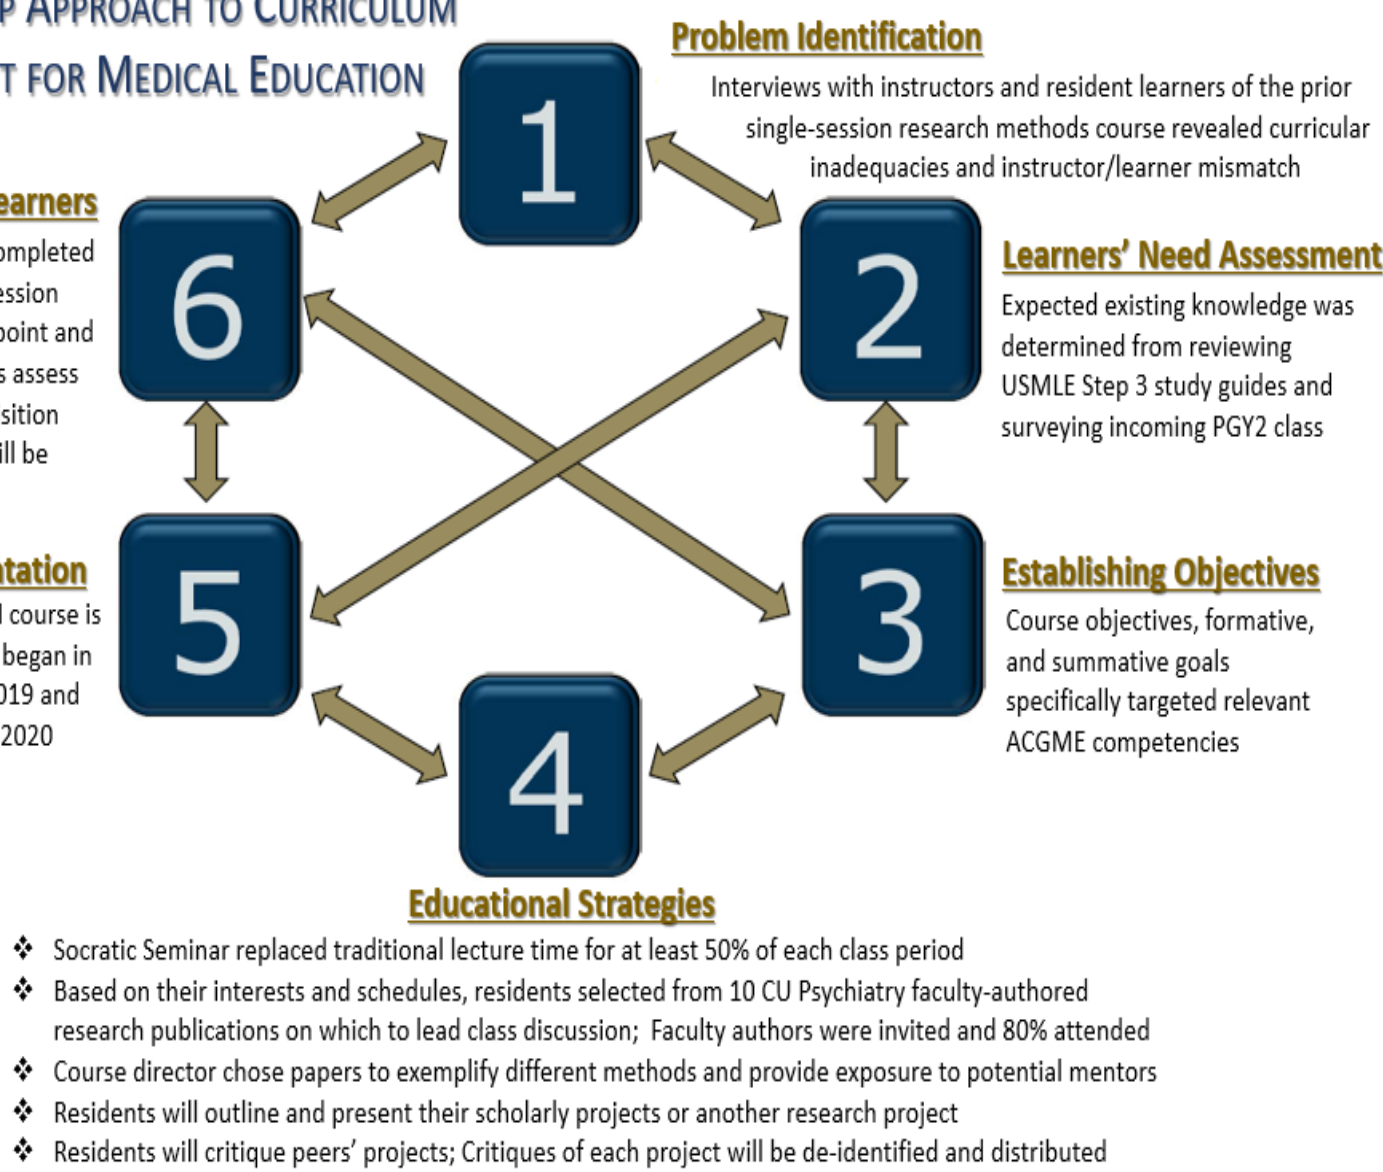 P APPROACH TO CURRICULUM
T FOR MEDICAL EDUCATION
1
Problem Identification
Interviews with instructors and resident learners of the prior
single-session research methods course revealed curricular
inadequacies and instructor/learner mismatch
2
Learners’ Need Assessment
Expected existing knowledge was
determined from reviewing
USMLE Step 3 study guides and
surveying incoming PGY2 class
3
Establishing Objectives
Course objectives, formative,
and summative goals
specifically targeted relevant
ACGME competencies
4
Educational Strategies
❖ Socratic Seminar replaced traditional lecture time for at least 50% of each class period
❖ Based on their interests and schedules, residents selected from 10 CU Psychiatry faculty-authored
research publications on which to lead class discussion; Faculty authors were invited and 80% attended
❖ Course director chose papers to exemplify different methods and provide exposure to potential mentors
❖ Residents will outline and present their scholarly projects or another research project
❖ Residents will critique peers’ projects; Critiques of each project will be de-identified and distributed
5
ntation
course is
began in
019 and
2020
6
earners
ompleted
ession
point and
s assess
sition
ill be